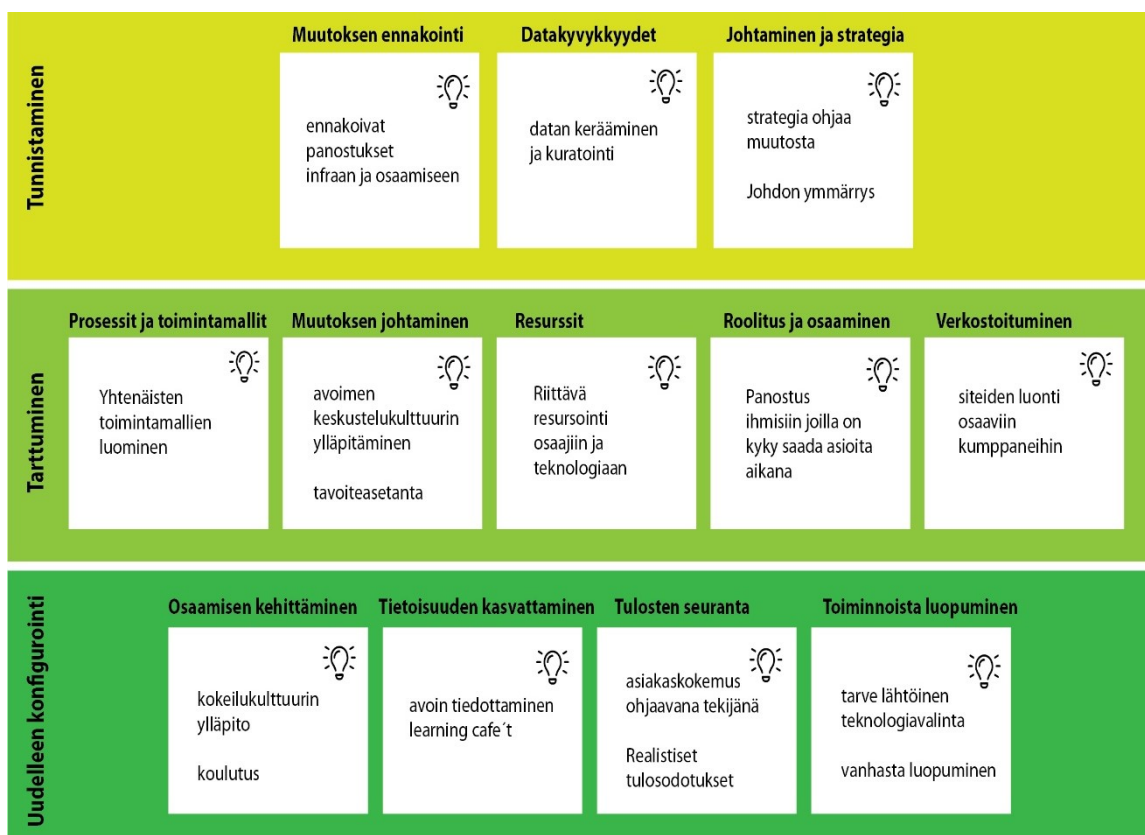 Tunnistaminen
Muutoksen ennakointi
ennakoivat
panostukset
infraan ja osaamiseen
Datakyvykkyydet
datan kerääminen
ja kuratointi
Johtaminen ja strategia
strategia ohjaa
muutosta
Johdon ymmärrys
Tarttuminen
Prosessit ja toimintamallit
Yhtenäisten
toimintamallien
luominen
Muutoksen johtaminen
avoimen
keskustelukulttuurin
ylläpitäminen
tavoiteasetanta
Resurssit
Riittävä
resursointi
osaajiin ja
teknologiaan
Roolitus ja osaaminen
Panostus
ihmisiin joilla on
kyky saada asioita
aikana
Verkostoituminen
siteiden luonti
osaaviin
kumppaneihin
Uudelleen konfigurointi
Osaamisen kehittäminen
kokeilukulttuurin
ylläpito
koulutus
Tietoisuuden kasvattaminen
avoin tiedottaminen
learning cafe´t
Tulosten seuranta
asiakaskokemus
ohjaavana tekijänä
Realistiset
tulosodotukset
Toiminnoista luopuminen
tarve lähtöinen
teknologiavalinta
vanhasta luopuminen